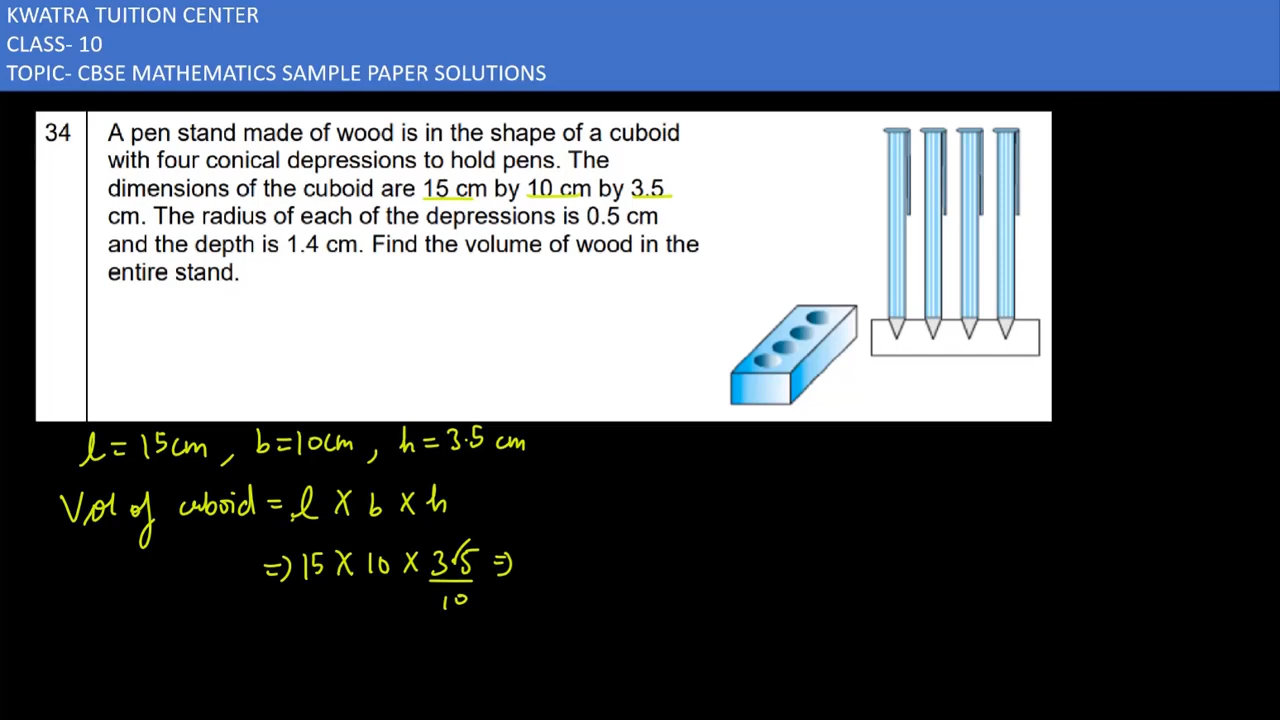 KWATRA TUITION CENTER
CLASS- 10
TOPIC- CBSE MATHEMATICS SAMPLE PAPER SOLUTIONS
34 A pen stand made of wood is in the shape of a cuboid
with four conical depressions to hold pens. The
dimensions of the cuboid are 15 cm by 10 cm by 3.5
cm. The radius of each of the depressions is 0.5 cm
and the depth is 1.4 cm. Find the volume of wood in the
entire stand.
l = 15cm , b=10cm , h = 3.5 cm
Vol of cuboid = l X b X h
=) 15 X 10 X 35/10 =)